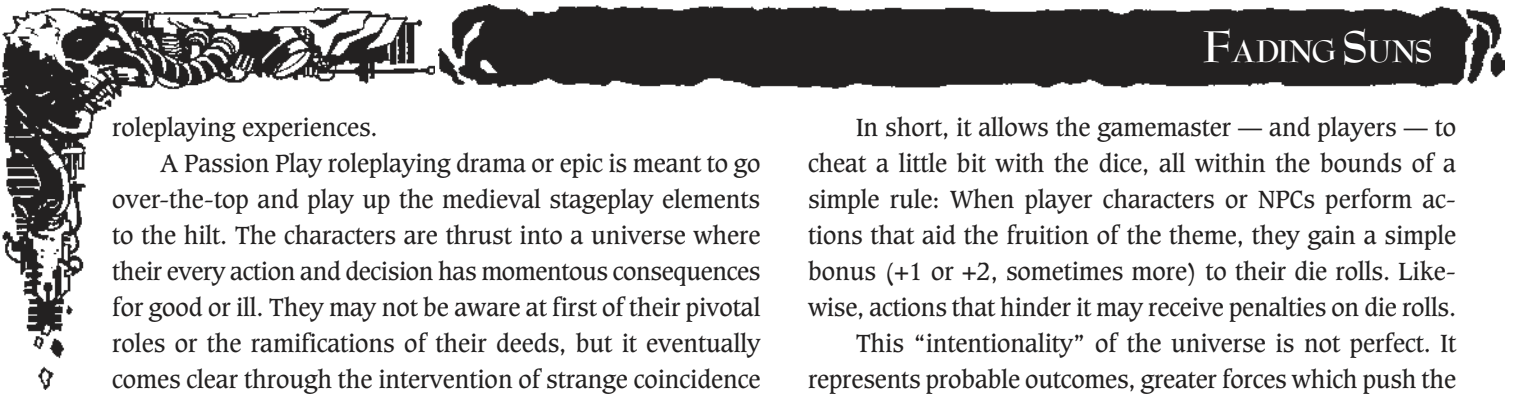 FADING SUNS
roleplaying experiences.
A Passion Play roleplaying drama or epic is meant to go
over-the-top and play up the medieval stageplay elements
to the hilt. The characters are thrust into a universe where
their every action and decision has momentous consequences
for good or ill. They may not be aware at first of their pivotal
roles or the ramifications of their deeds, but it eventually
comes clear through the intervention of strange coincidence
In short, it allows the gamemaster — and players — to
cheat a little bit with the dice, all within the bounds of a
simple rule: When player characters or NPCs perform ac-
tions that aid the fruition of the theme, they gain a simple
bonus (+1 or +2, sometimes more) to their die rolls. Like-
wise, actions that hinder it may receive penalties on die rolls.
This “intentionality” of the universe is not perfect. It
represents probable outcomes, greater forces which push the